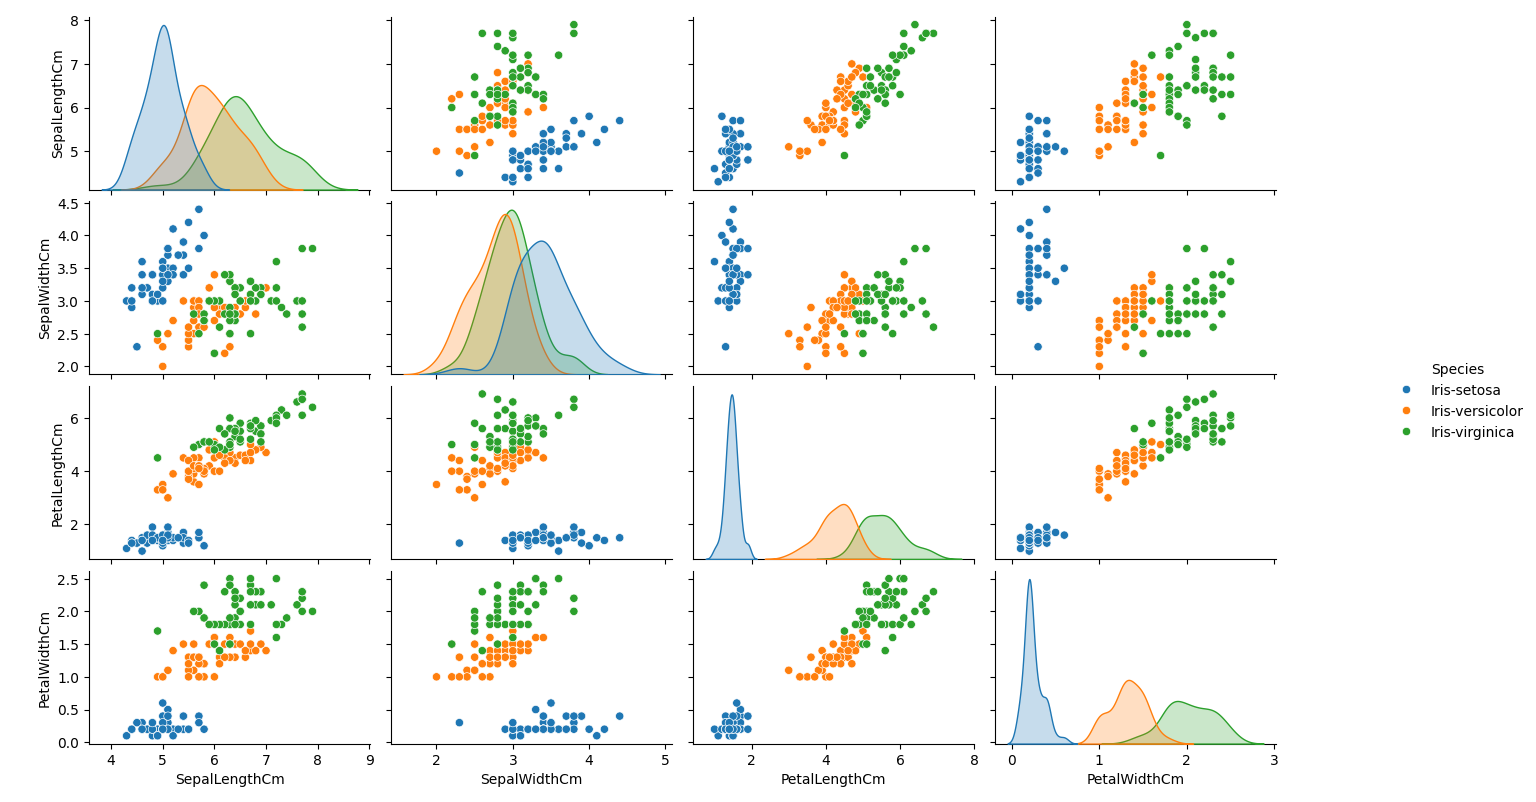 8
7
6
5
SepalLengthCm
4.5
4.0
3.5
3.0
2.5
2.0
SepalWidthCm
6
4
2
PetalLengthCm
2.5
2.0
1.5
1.0
0.5
0.0
PetalWidthCm
4 5 6 7 8 9
SepalLengthCm
2 3 4 5
SepalWidthCm
2 4 6 8
PetalLengthCm
0 1 2 3
PetalWidthCm
Species
Iris-setosa
Iris-versicolor
Iris-virginica